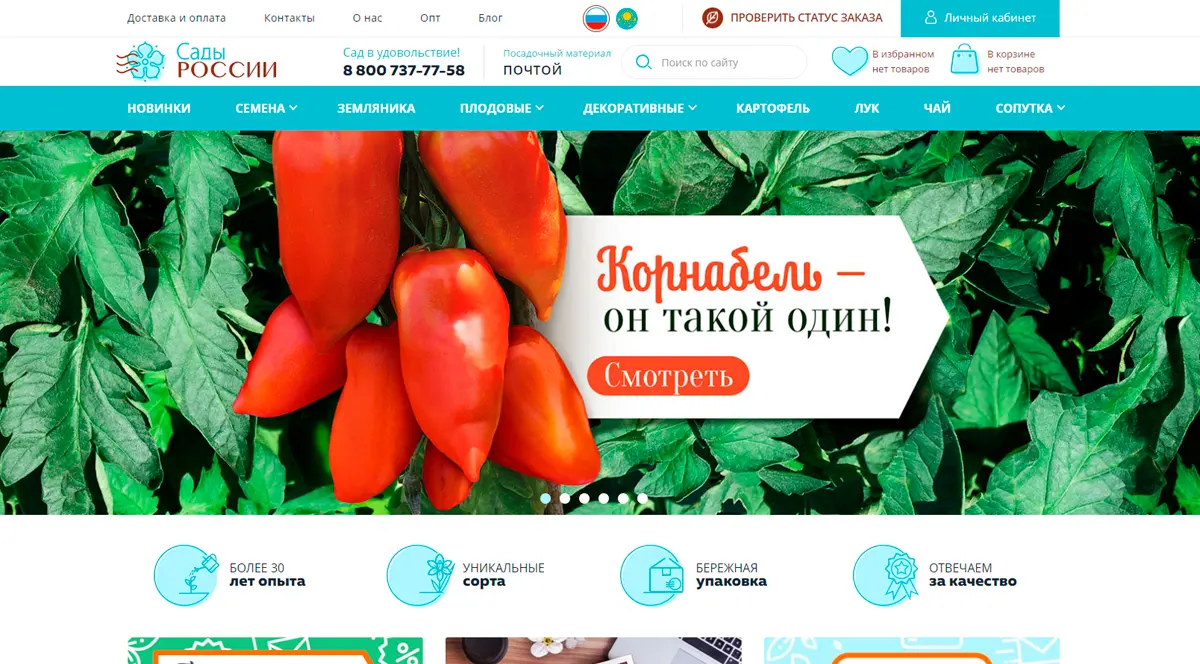 Доставка и оплата
Контакты
О нас
Опт
Блог
ПРОВЕРИТЬ СТАТУС ЗАКАЗА
Личный кабинет
Сады
РОССИИ
Сад в удовольствие!
8 800 737-77-58
Посадочный материал
ПОЧТОЙ
Поиск по сайту
В избранном
нет товаров
В корзине
нет товаров
НОВИНКИ
СЕМЕНА
ЗЕМЛЯНИКА
ПЛОДОВЫЕ
ДЕКОРАТИВНЫЕ
КАРТОФЕЛЬ
ЛУК
ЧАЙ
СОПУТКА
Корнабель –
он такой один!
Смотреть
БОЛЕЕ 30
лет опыта
УНИКАЛЬНЫЕ
сорта
БЕРЕЖНАЯ
упаковка
ОТВЕЧАЕМ
за качество